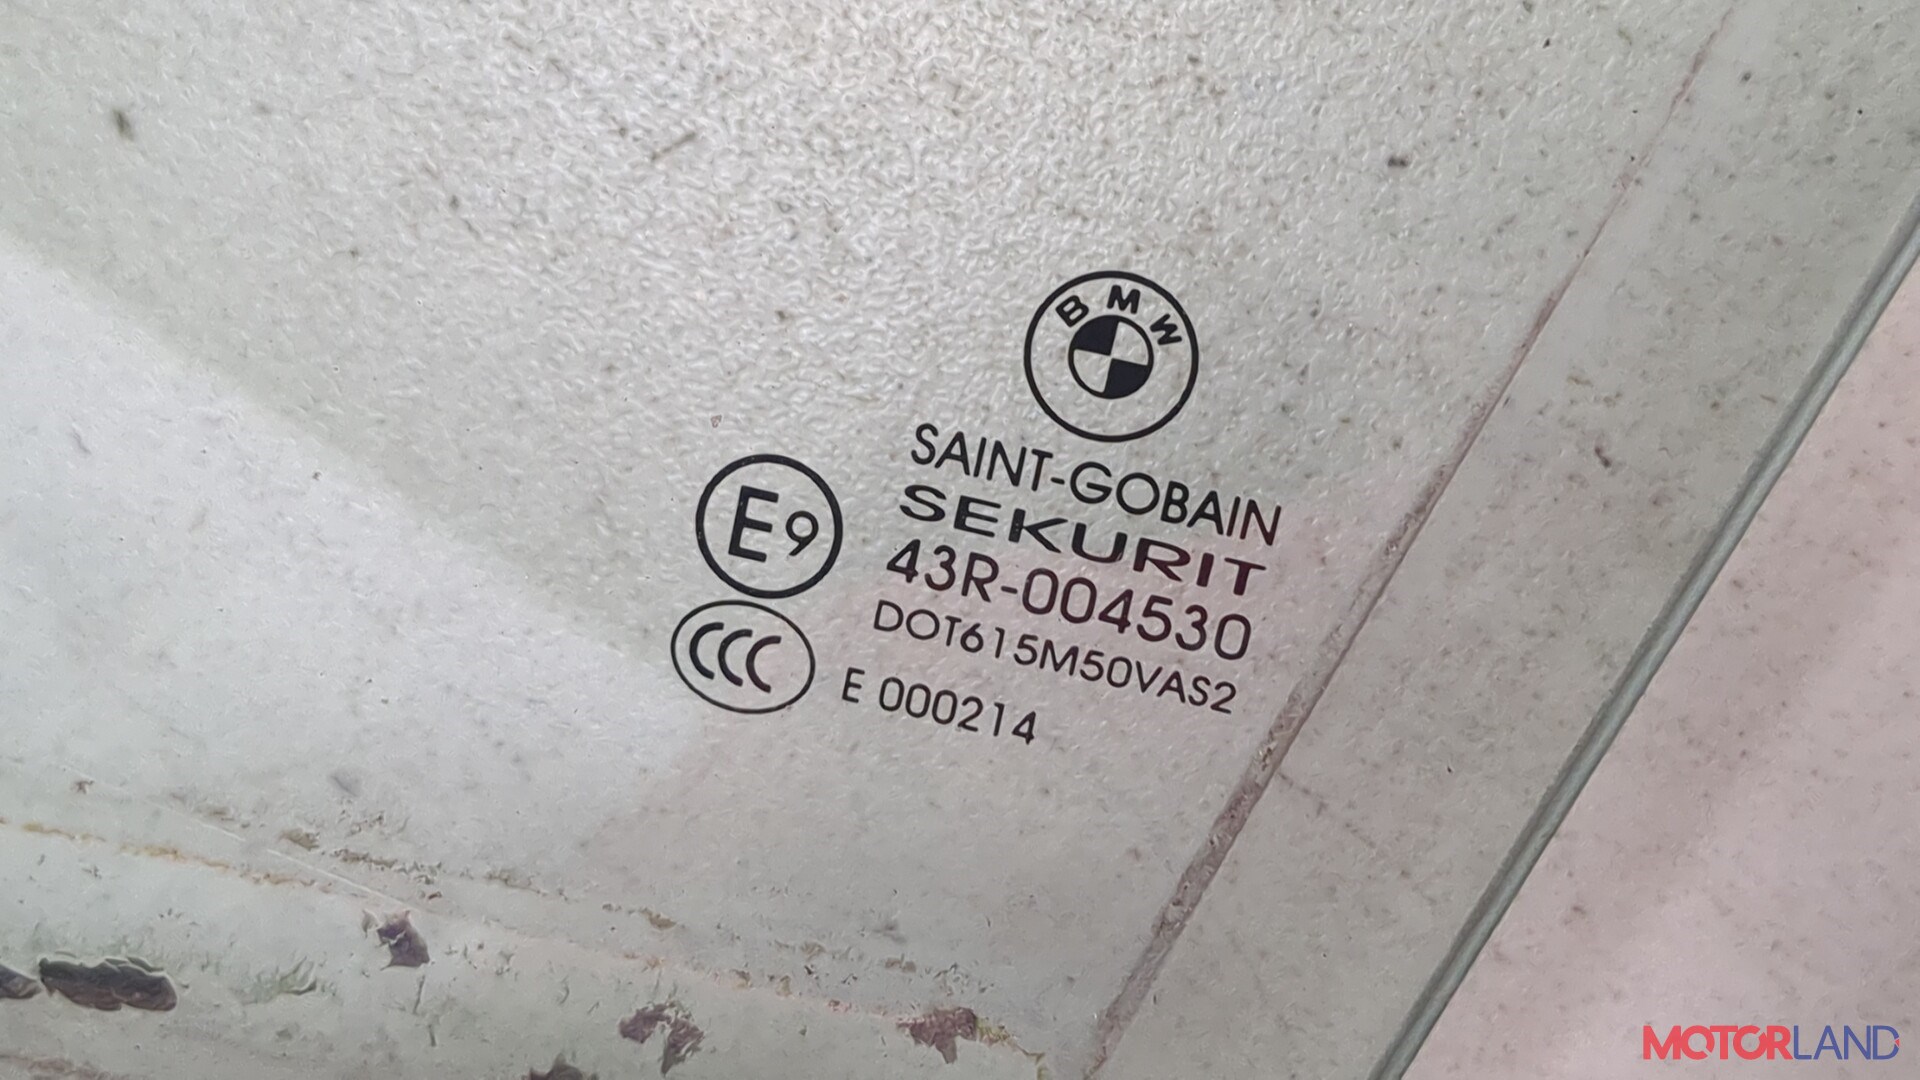 BMW
SAINT-GOBAIN
SEKURIT
E9
43R-004530
DOT615M50VAS2
CCC
E 000214
MOTORLAND